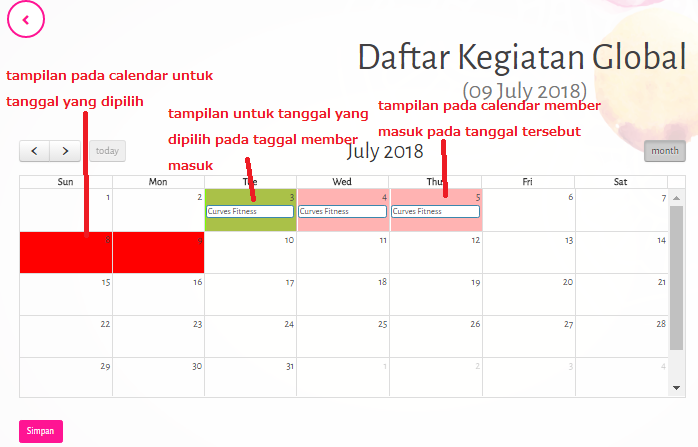 Daftar Kegiatan Global
(09 July 2018)
tampilan pada calendar untuk
tanggal yang dipilih
tampilan untuk tanggal yang
dipilih pada taggal member
masuk
tampilan pada calendar member
masuk pada tanggal tersebut
today
July 2018
month
Sun Mon Tue Wed Thu Fri Sat
1 2 3 4 5 6 7
Curves Fitness Curves Fitness Curves Fitness
8 9 10 11 12 13 14
15 16 17 18 19 20 21
22 23 24 25 26 27 28
29 30 31 1 2 3 4
Simpan